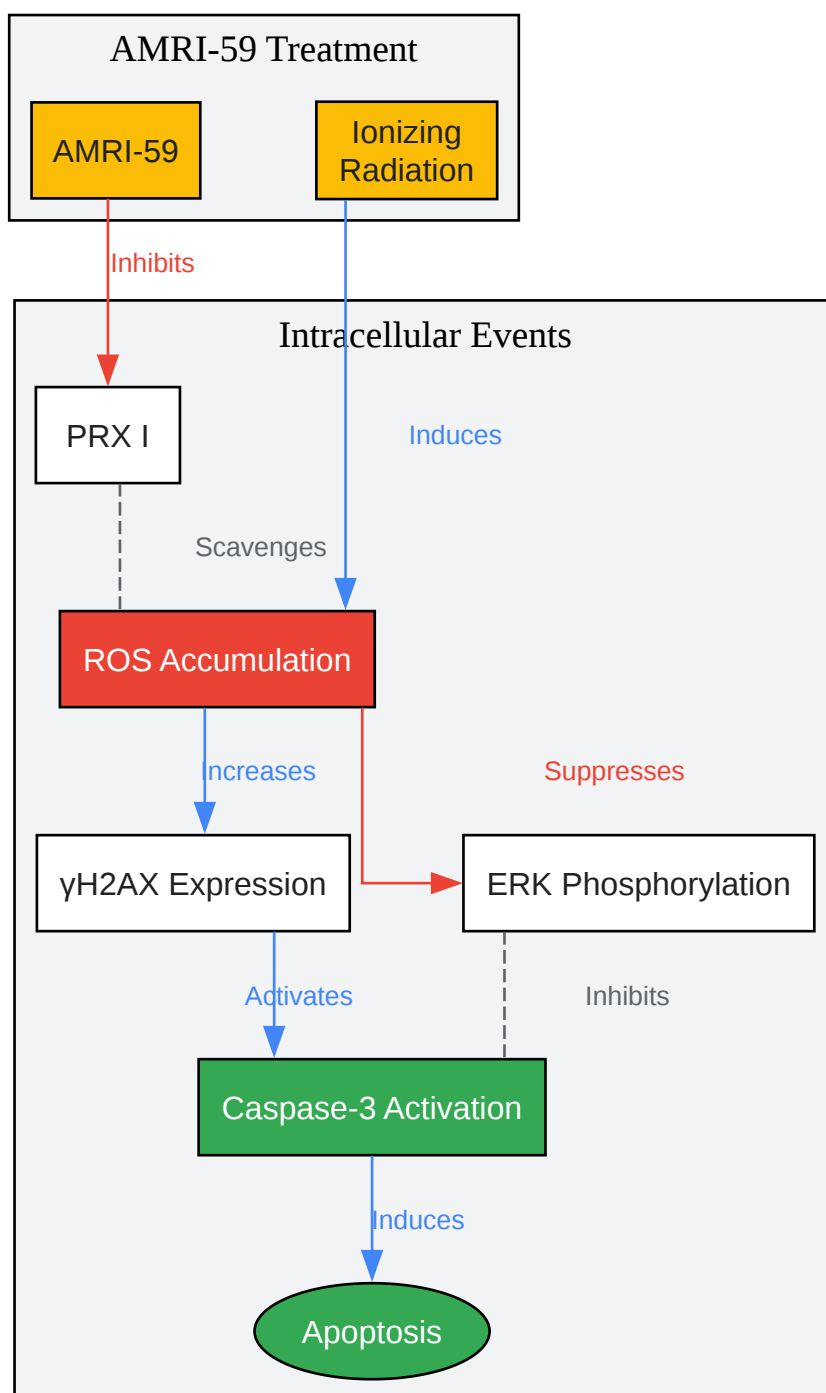 AMRI-59 Treatment
AMRI-59
Ionizing
Radiation
Inhibits
Intracellular Events
PRX I
Induces
Scavenges
ROS Accumulation
Increases
Suppresses
γH2AX Expression
ERK Phosphorylation
Activates
Inhibits
Caspase-3 Activation
Induces
Apoptosis